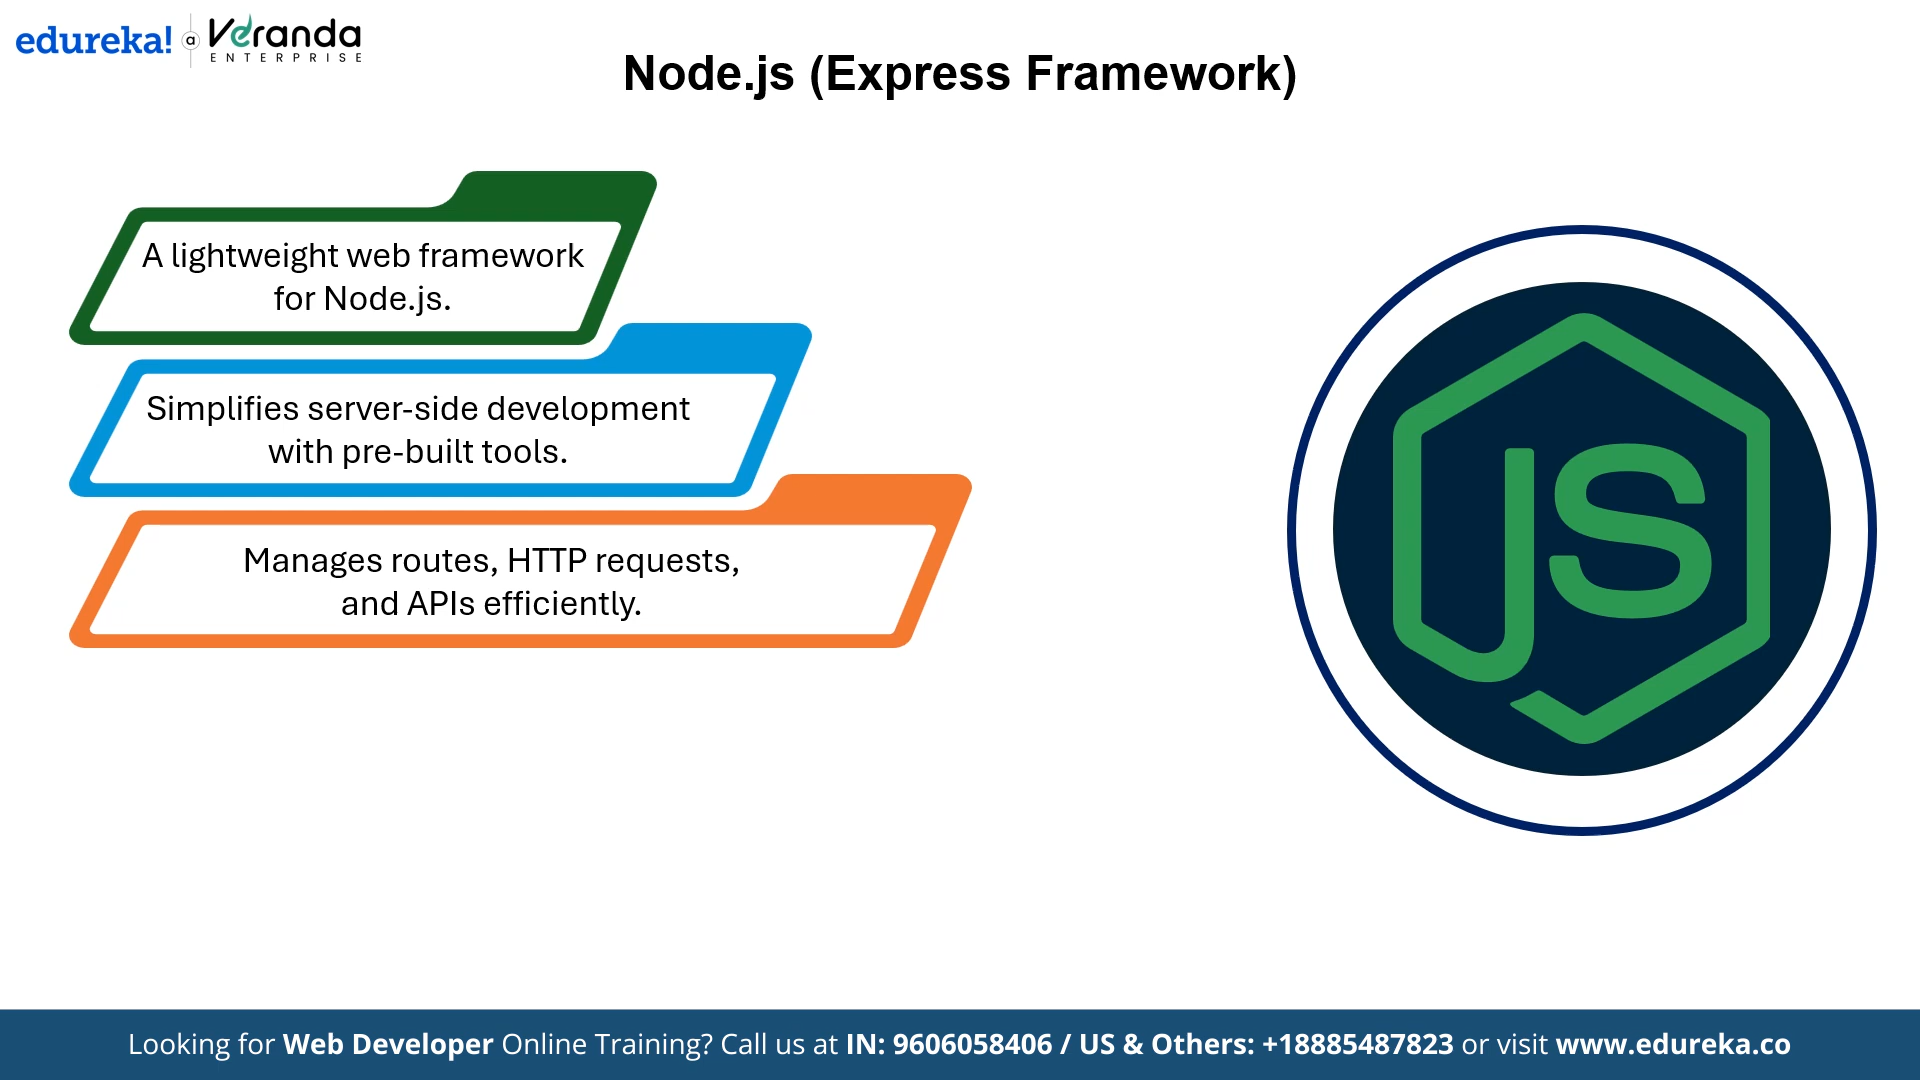 edureka! a Veranda
ENTERPRISE
Node.js (Express Framework)
A lightweight web framework
for Node.js.
Simplifies server-side development
with pre-built tools.
Manages routes, HTTP requests,
and APIs efficiently.
JS
Looking for Web Developer Online Training? Call us at IN: 9606058406 / US & Others: +18885487823 or visit www.edureka.co